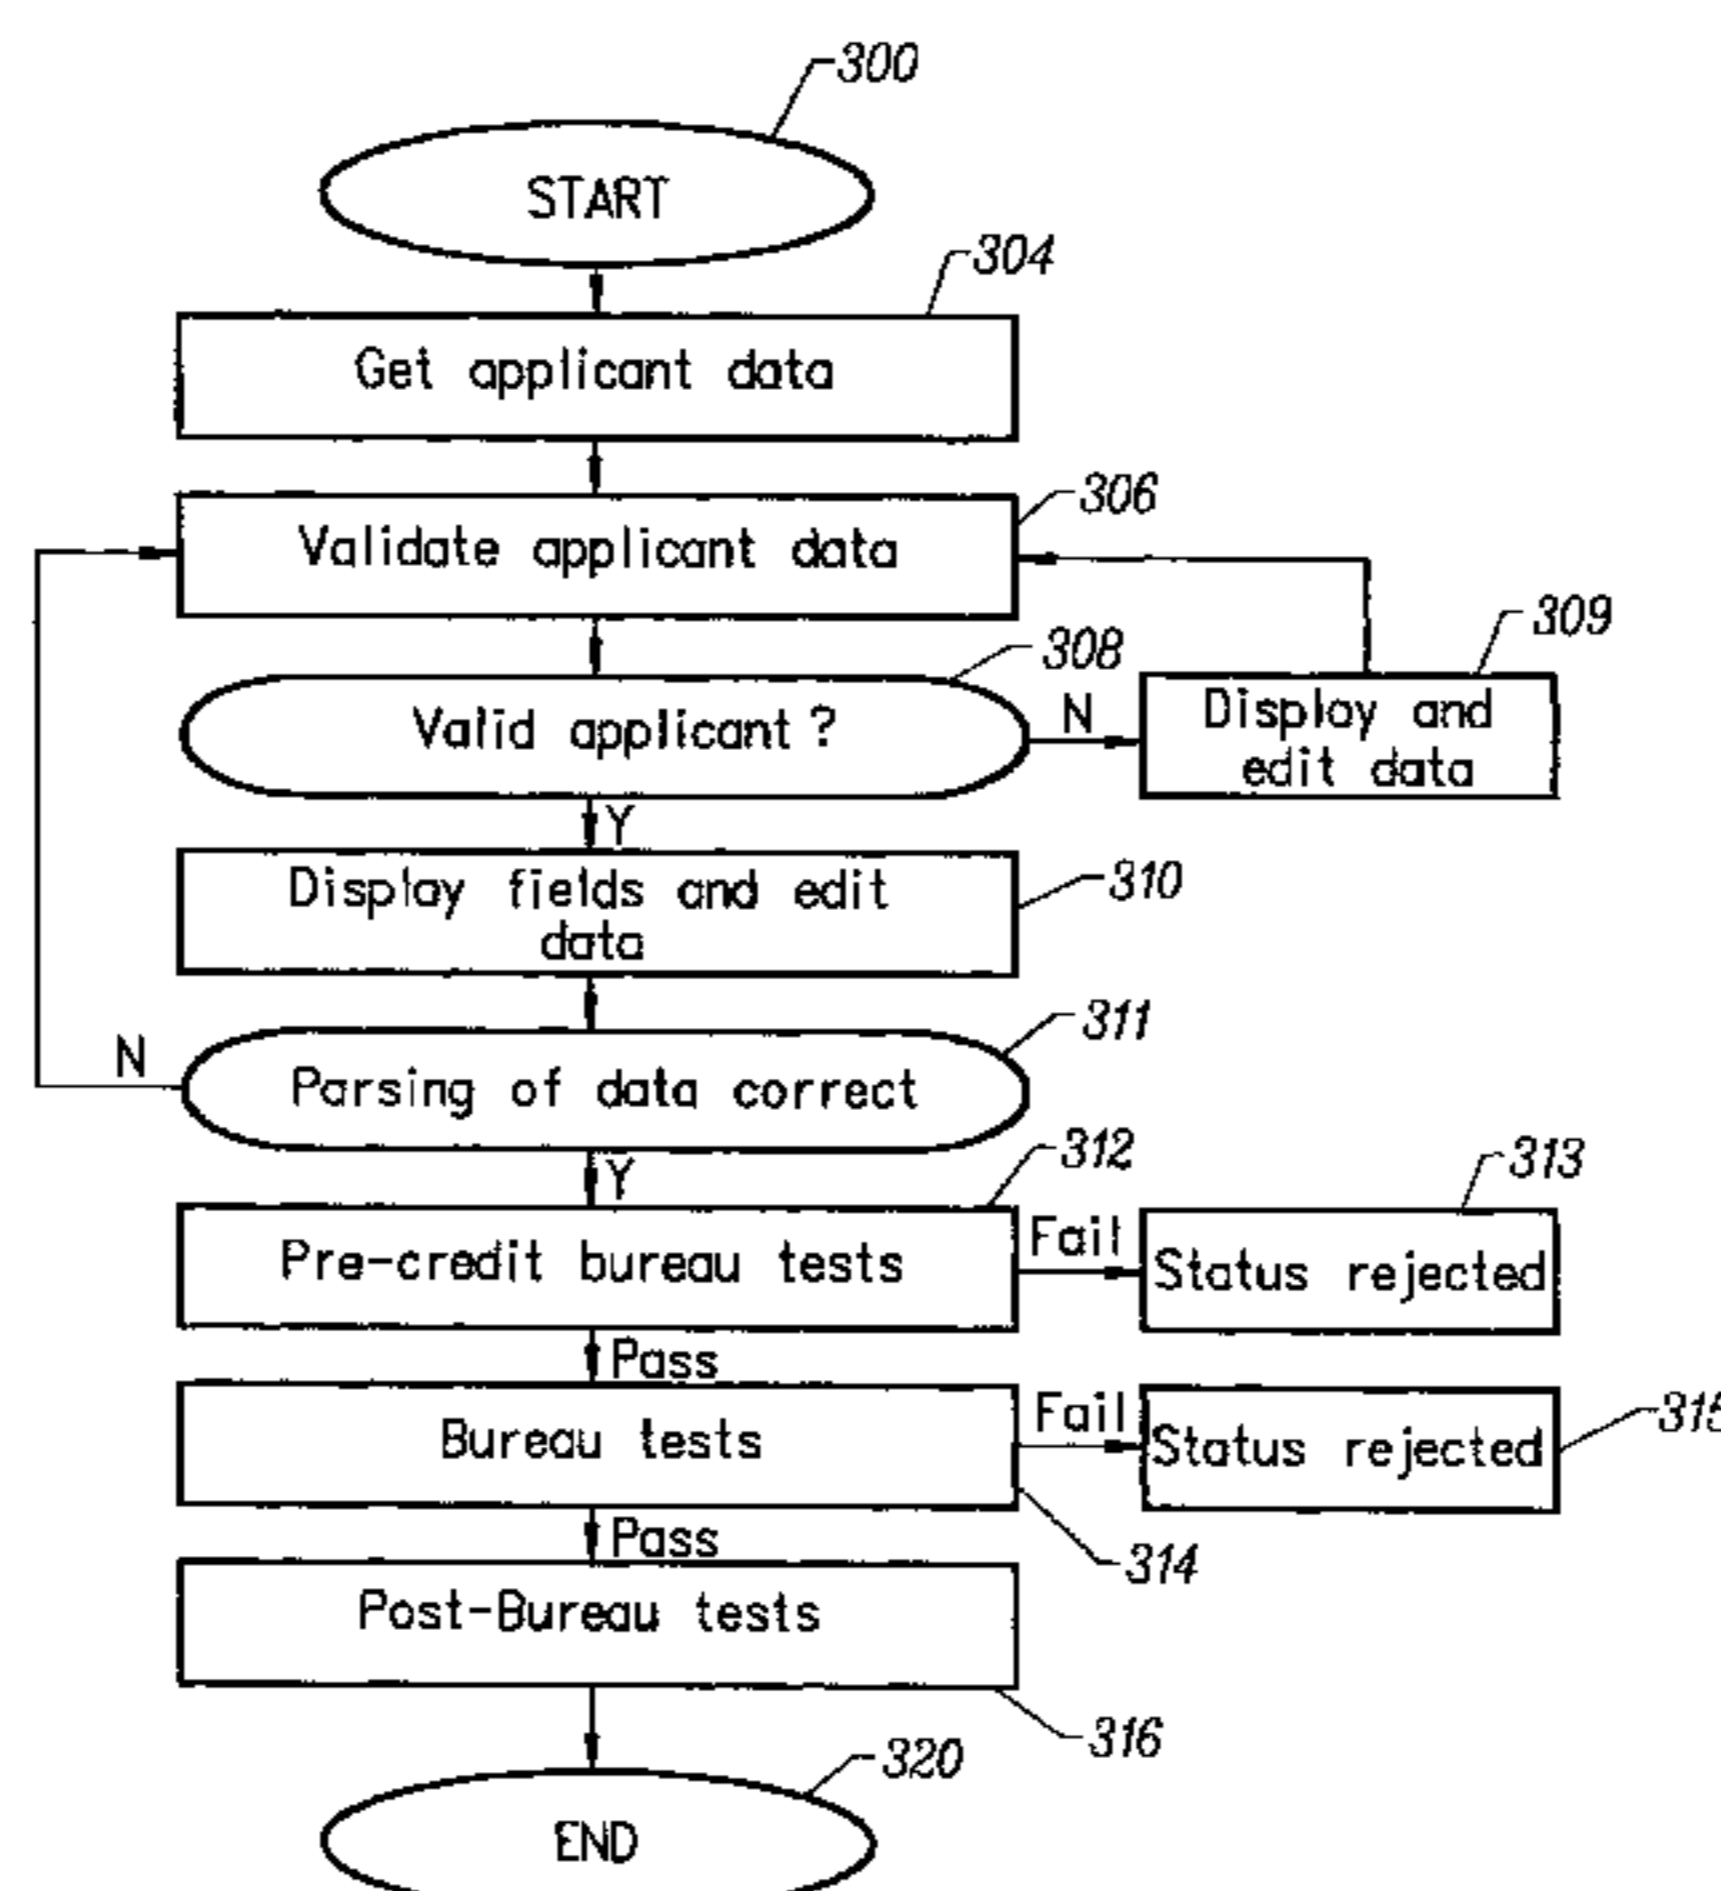 300
START
304
Get applicant data
306
Validate applicant data
309
308
Valid applicant ?
N
Display and
edit data
Y
310
Display fields and edit
data
311
N
Parsing of data correct
312
313
Y
Pre-credit bureau tests
Fail
Status rejected
Pass
315
Bureau tests
Fail
Status rejected
Pass
314
Post-Bureau tests
316
320
END